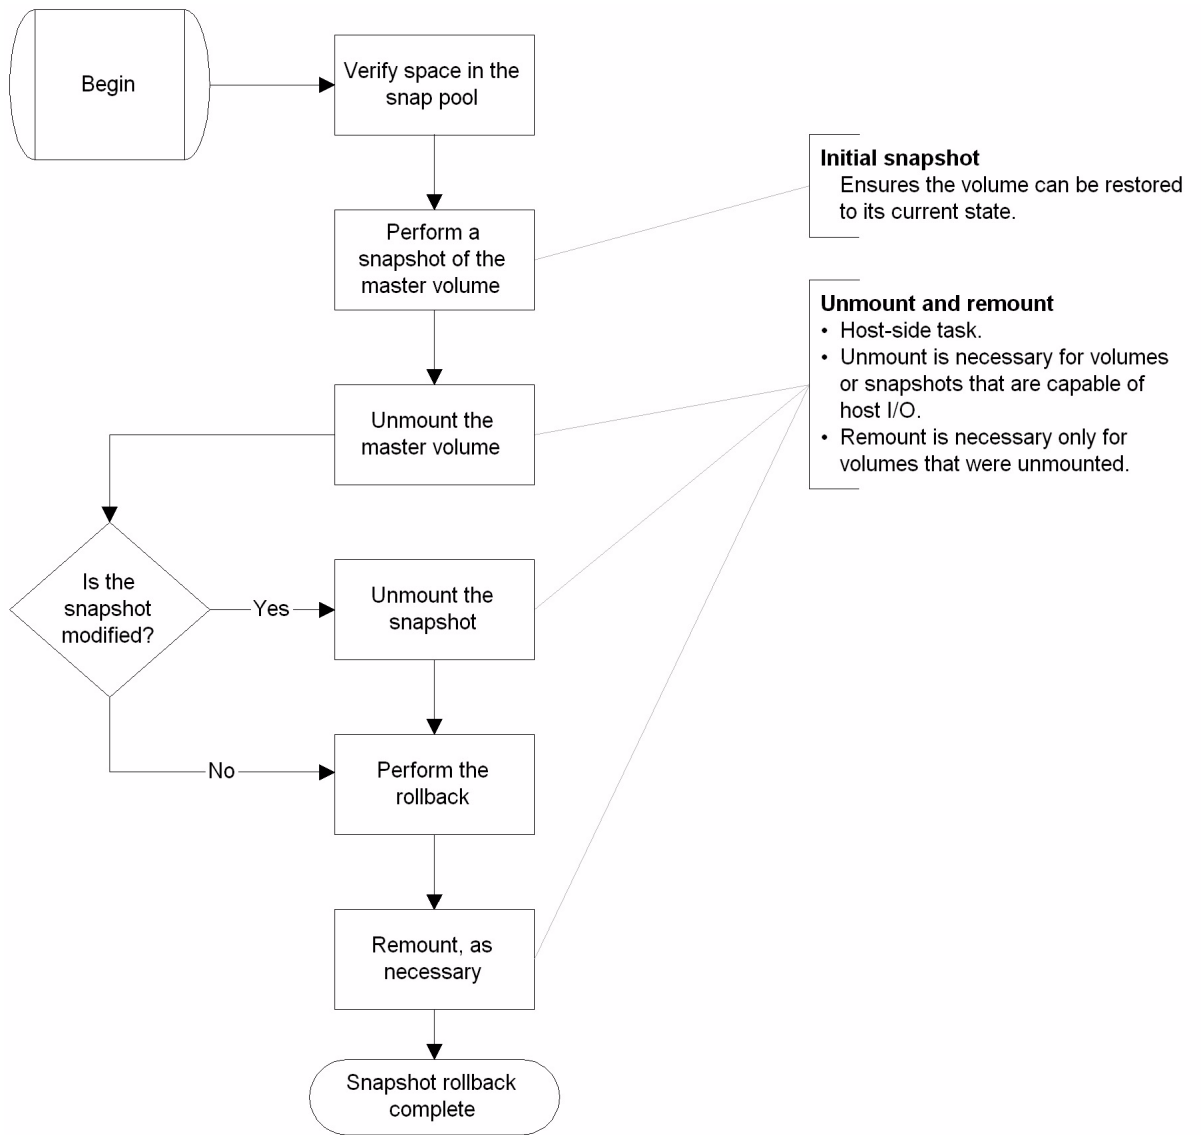 Begin
Verify space in the
snap pool
Perform a
snapshot of the
master volume
Initial snapshot
Ensures the volume can be restored
to its current state.
Unmount the
master volume
Unmount and remount
• Host-side task.
• Unmount is necessary for volumes
or snapshots that are capable of
host I/O.
• Remount is necessary only for
volumes that were unmounted.
Is the
snapshot
modified?
Yes
Unmount the
snapshot
No
Perform the
rollback
Remount, as
necessary
Snapshot rollback
complete